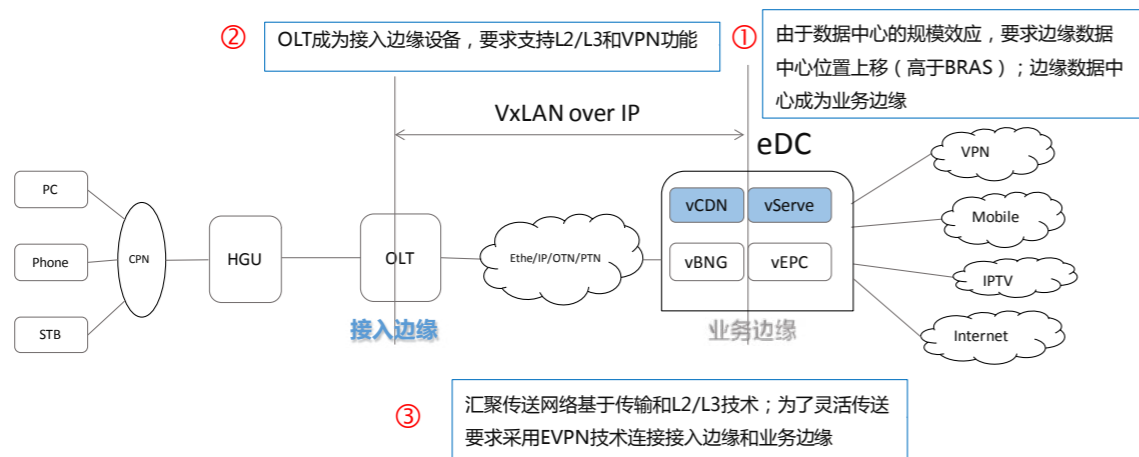 ②
OLT成为接入边缘设备，要求支持L2/L3和VPN功能
①
由于数据中心的规模效应，要求边缘数据
中心位置上移（高于BRAS）；边缘数据中
心成为业务边缘
VxLAN over IP
eDC
PC
Phone
STB
CPN
HGU
OLT
Ethe/IP/OTN/PTN
vCDN
vServe
vBNG
vEPC
VPN
Mobile
IPTV
Internet
接入边缘
业务边缘
③
汇聚传送网络基于传输和L2/L3技术；为了灵活传送
要求采用EVPN技术连接接入边缘和业务边缘